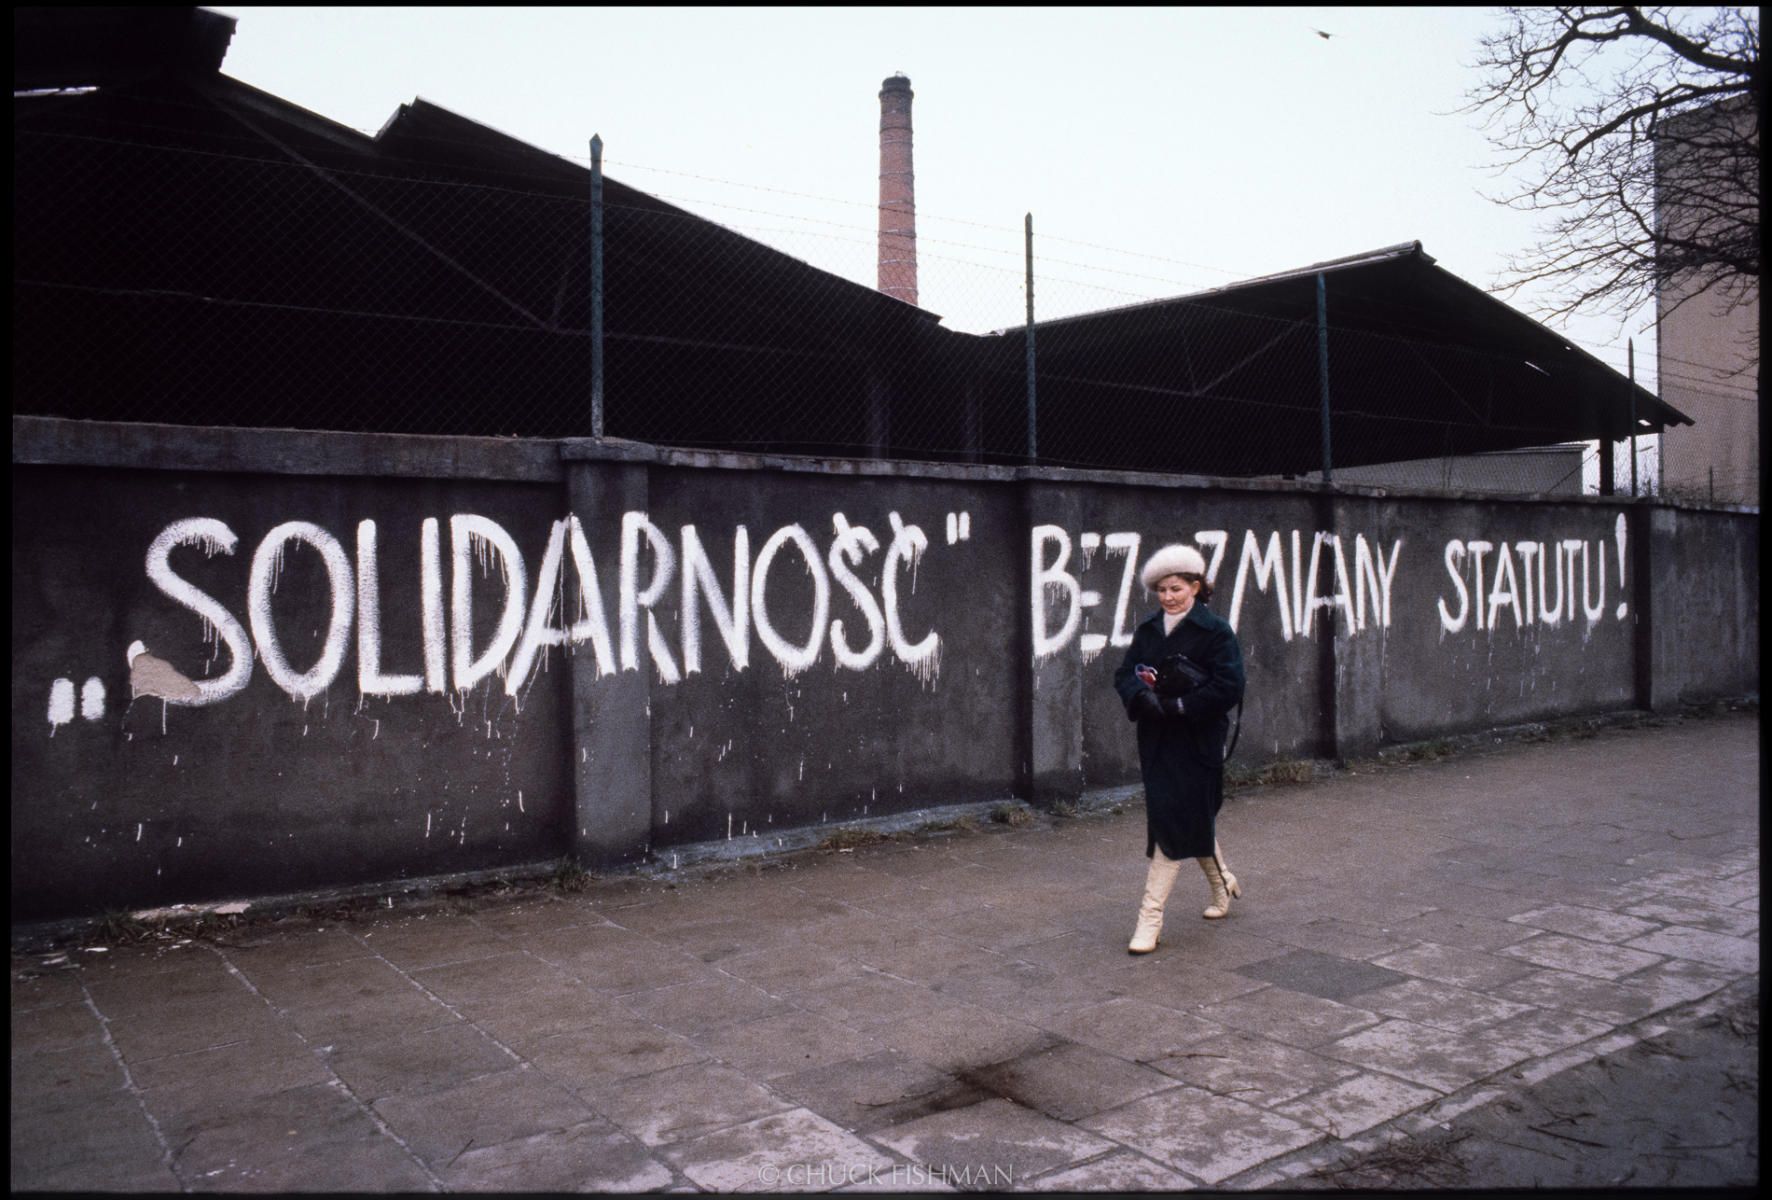 „SOLIDARNOŚĆ" BEZ ZMIANY STATUTU!
© CHUCK FISHMAN